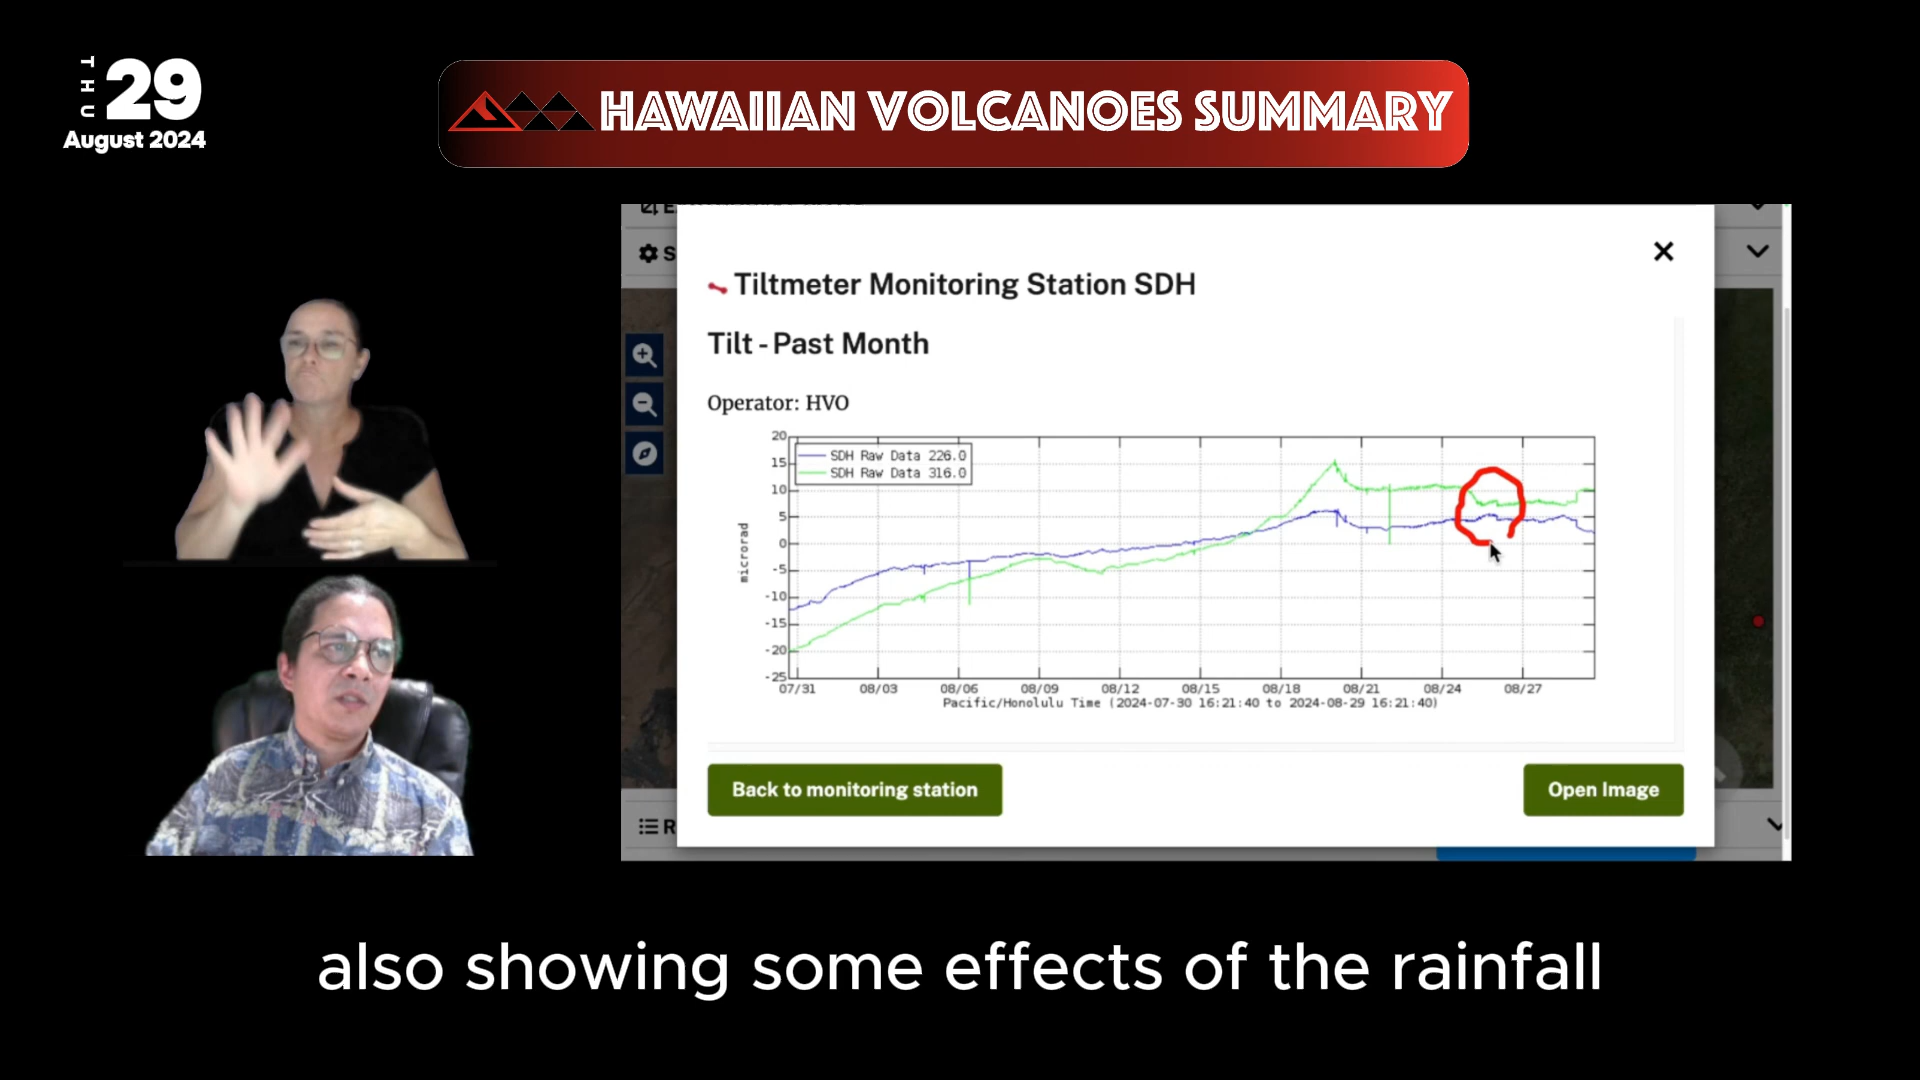 THU
29
August 2024
HAWAIIAN VOLCANOES SUMMARY
S
Tiltmeter Monitoring Station SDH
Tilt - Past Month
Operator: HVO
SDH Raw Data 226.0
SDH Raw Data 316.0
20
15
10
5
0
-5
-10
-15
-20
-25
microrad
07/31 08/03 08/06 08/09 08/12 08/15 08/18 08/21 08/24 08/27
Pacific/Honolulu Time (2024-07-30 16:21:40 to 2024-08-29 16:21:40)
Back to monitoring station
Open Image
R
also showing some effects of the rainfall